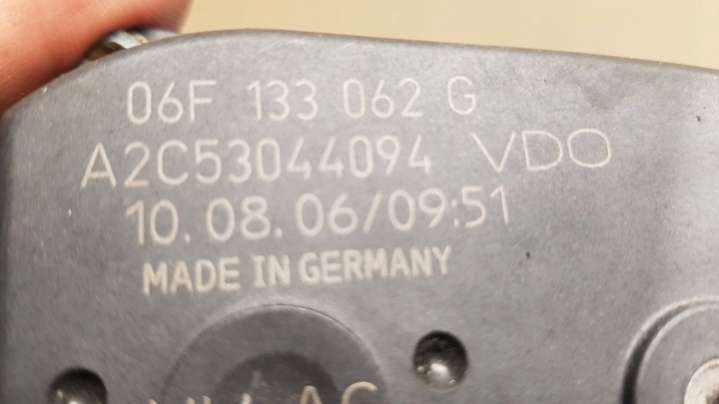 06F 133 062 G
A2C53044094 VDO
10.08.06/09:51
MADE IN GERMANY